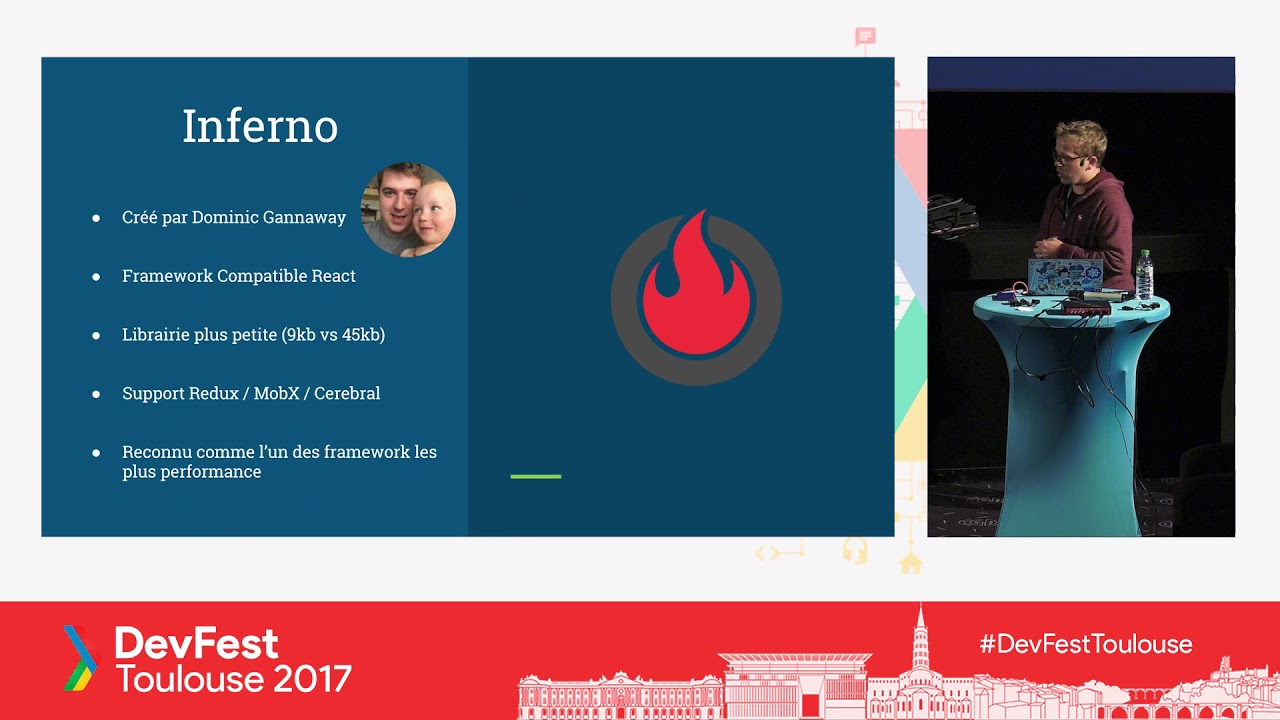 Inferno
● Créé par Dominic Gannaway
● Framework Compatible React
● Librairie plus petite (9kb vs 45kb)
● Support Redux / MobX / Cerebral
● Reconnu comme l'un des framework les
plus performance
DevFest
Toulouse 2017
#DevFestToulouse